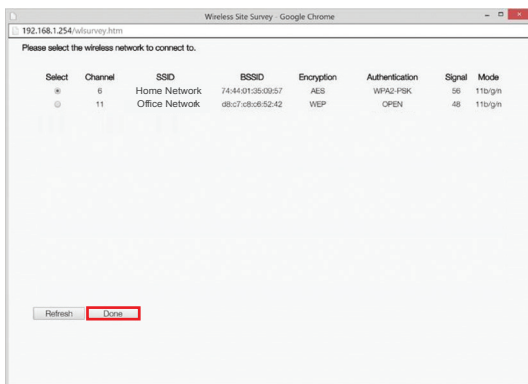 Wireless Site Survey - Google Chrome
192.168.1.254/wlsurvey.htm
Please select the wireless network to connect to.
Select Channel SSID BSSID Encryption Authentication Signal Mode
6 Home Network 74:44:01:35:09:57 AES WPA2-PSK 56 11b/g/n
11 Office Network d8:c7:c8:c6:52:42 WEP OPEN 48 11b/g/n
Refresh Done